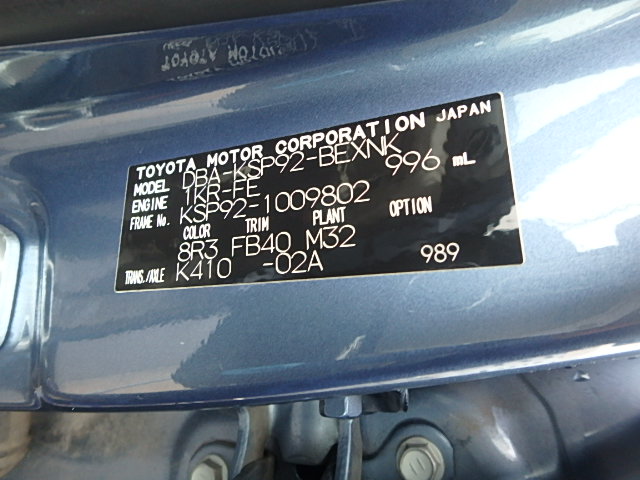 TOYOTA MOTOR CORPORATION JAPAN
MODEL DBA-KSP92-BEXNK
ENGINE 1KR-FE 996 mL
FRAME No. KSP92-1009802
COLOR TRIM PLANT OPTION
8R3 FB40 M32
TRANS./AXLE K410 -02A 989